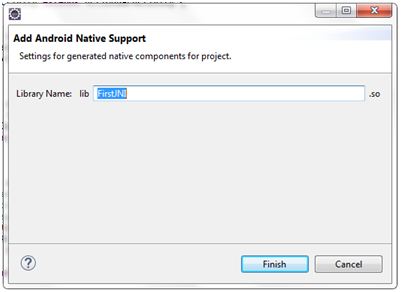 Add Android Native Support
Settings for generated native components for project.
Library Name: lib FirstJNI .so
? Finish Cancel